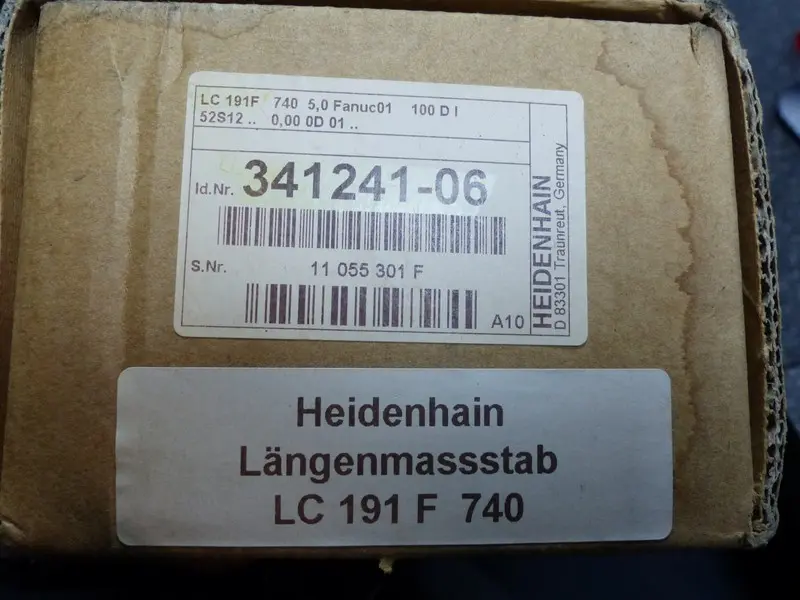 LC 191F 740 5,0 Fanuc01 100 D I
52S12 .. 0,00 0D 01 ..
Id.Nr. 341241-06
S.Nr. 11 055 301 F
A10
HEIDENHAIN
D 83301 Traunreut, Germany
Heidenhain
Längenmassstab
LC 191 F 740